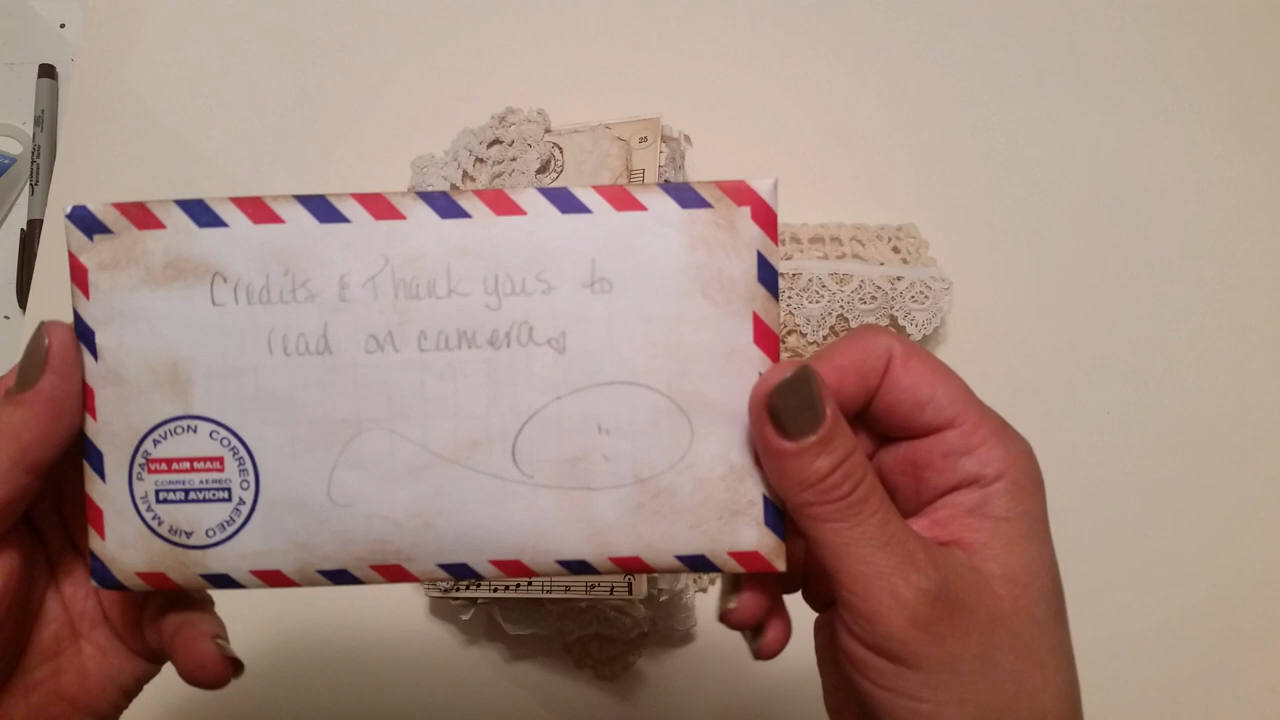 25
Credits & Thank yous to
read on camera
PAR AVION CORREO AEREO AIR MAIL
VIA AIR MAIL
CORREO AEREO
PAR AVION